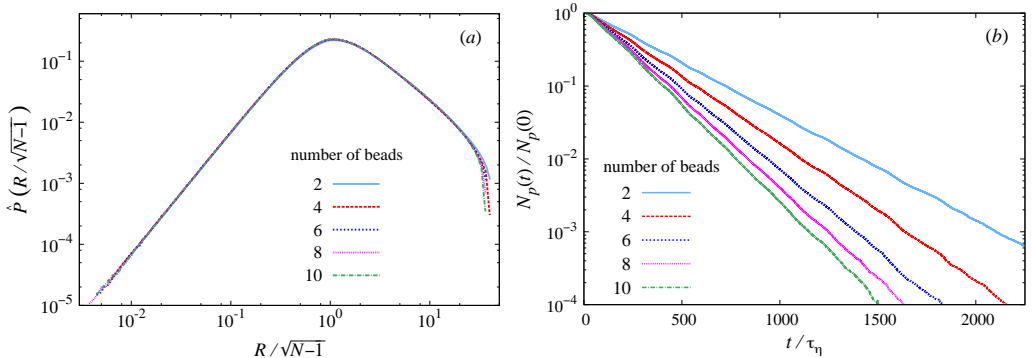 (a)
P̂ (R / √N−1)
10⁻¹
10⁻²
10⁻³
10⁻⁴
10⁻⁵
number of beads
2
4
6
8
10
10⁻² 10⁻¹ 10⁰ 10¹
R / √N−1
(b)
N_p(t) / N_p(0)
10⁰
10⁻¹
10⁻²
10⁻³
10⁻⁴
number of beads
2
4
6
8
10
0 500 1000 1500 2000
t / τ_η